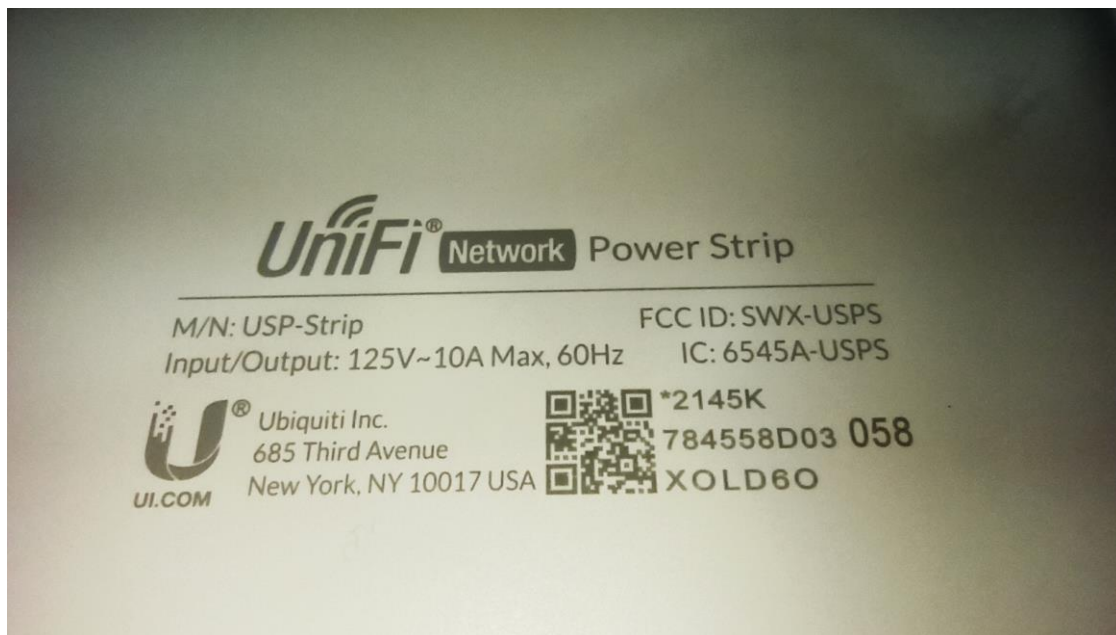 UniFi® Network Power Strip
M/N: USP-Strip FCC ID: SWX-USPS
Input/Output: 125V~10A Max, 60Hz IC: 6545A-USPS
U® Ubiquiti Inc.
685 Third Avenue
New York, NY 10017 USA
UI.COM
*2145K
784558D03 058
XOLD6O